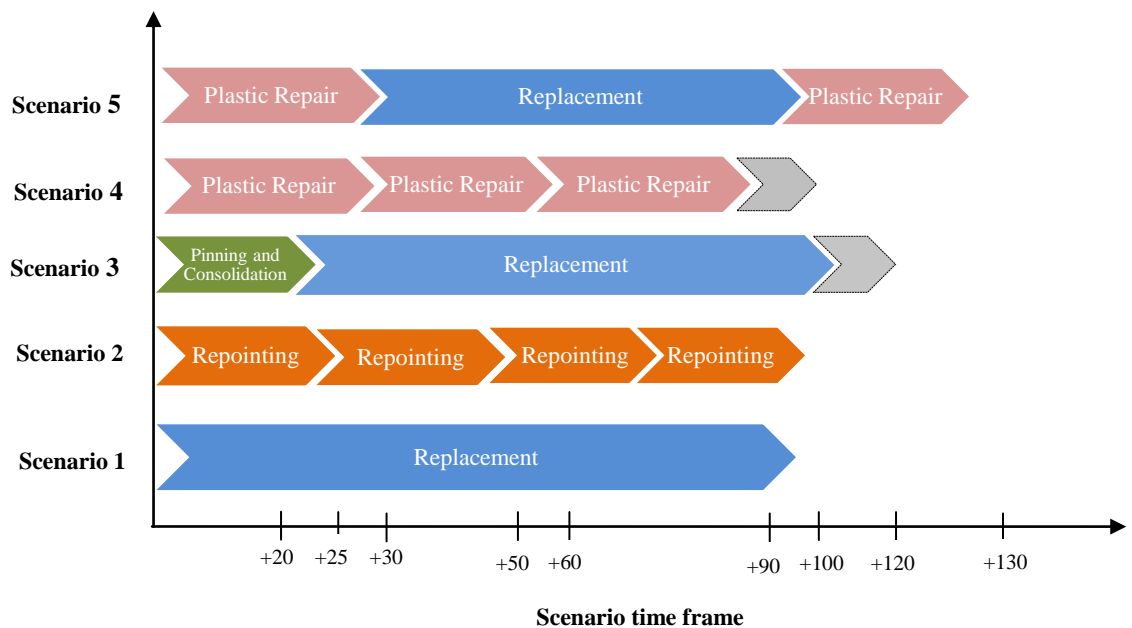 Scenario 5
Plastic Repair
Replacement
Plastic Repair
Scenario 4
Plastic Repair
Plastic Repair
Plastic Repair
Scenario 3
Pinning and
Consolidation
Replacement
Scenario 2
Repointing
Repointing
Repointing
Repointing
Scenario 1
Replacement
+20
+25
+30
+50
+60
+90
+100
+120
+130
Scenario time frame